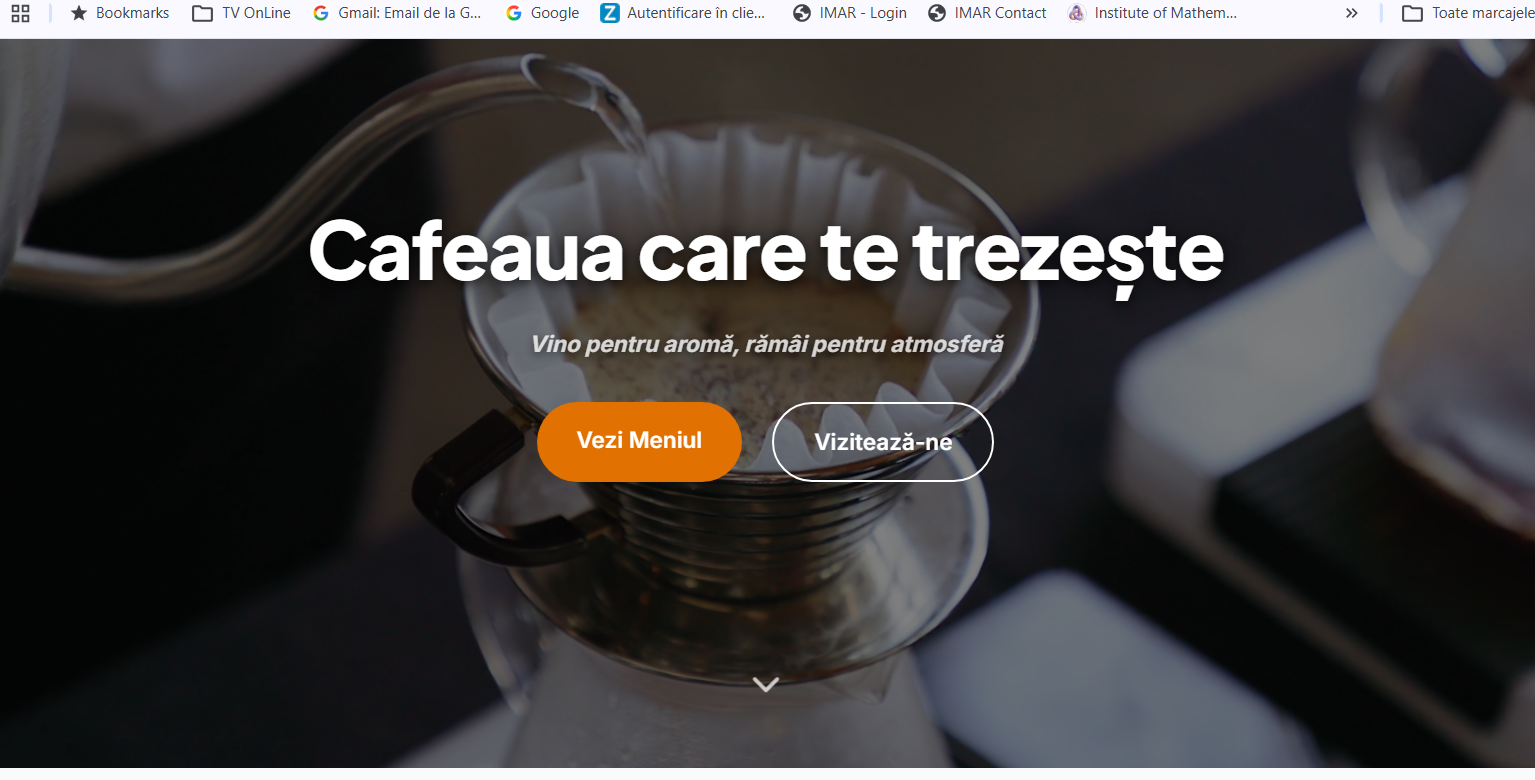 Bookmarks TV OnLine Gmail: Email de la G... Google Autentificare în clie... IMAR - Login IMAR Contact Institute of Mathem... » Toate marcajele
Cafeaua care te trezește
Vino pentru aromă, rămâi pentru atmosferă
Vezi Meniul Vizitează-ne